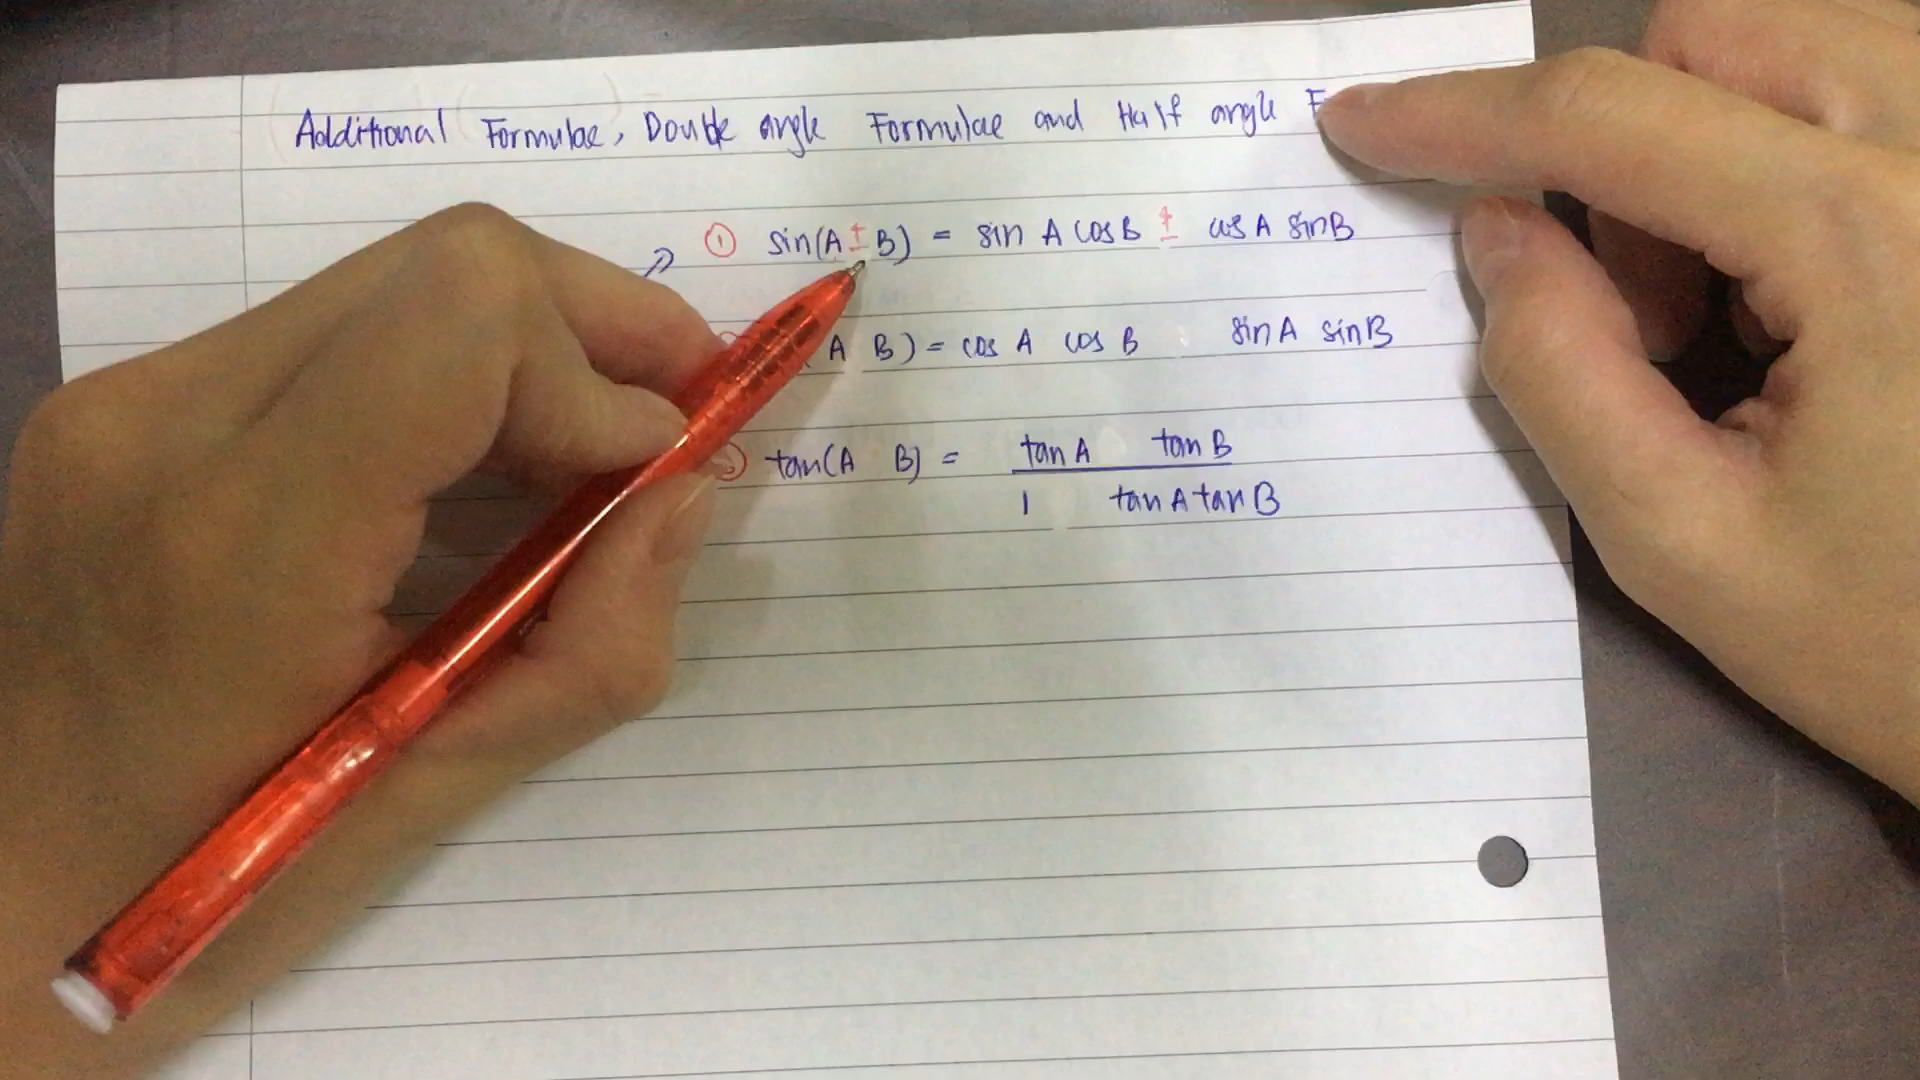 Additional Formulae, Double angle Formulae and Half angle
① sin(A ± B) = sin A cos B ± cos A sin B
A B) = cos A cos B sin A sin B
tan(A B) = tan A tan B
1 tan A tan B